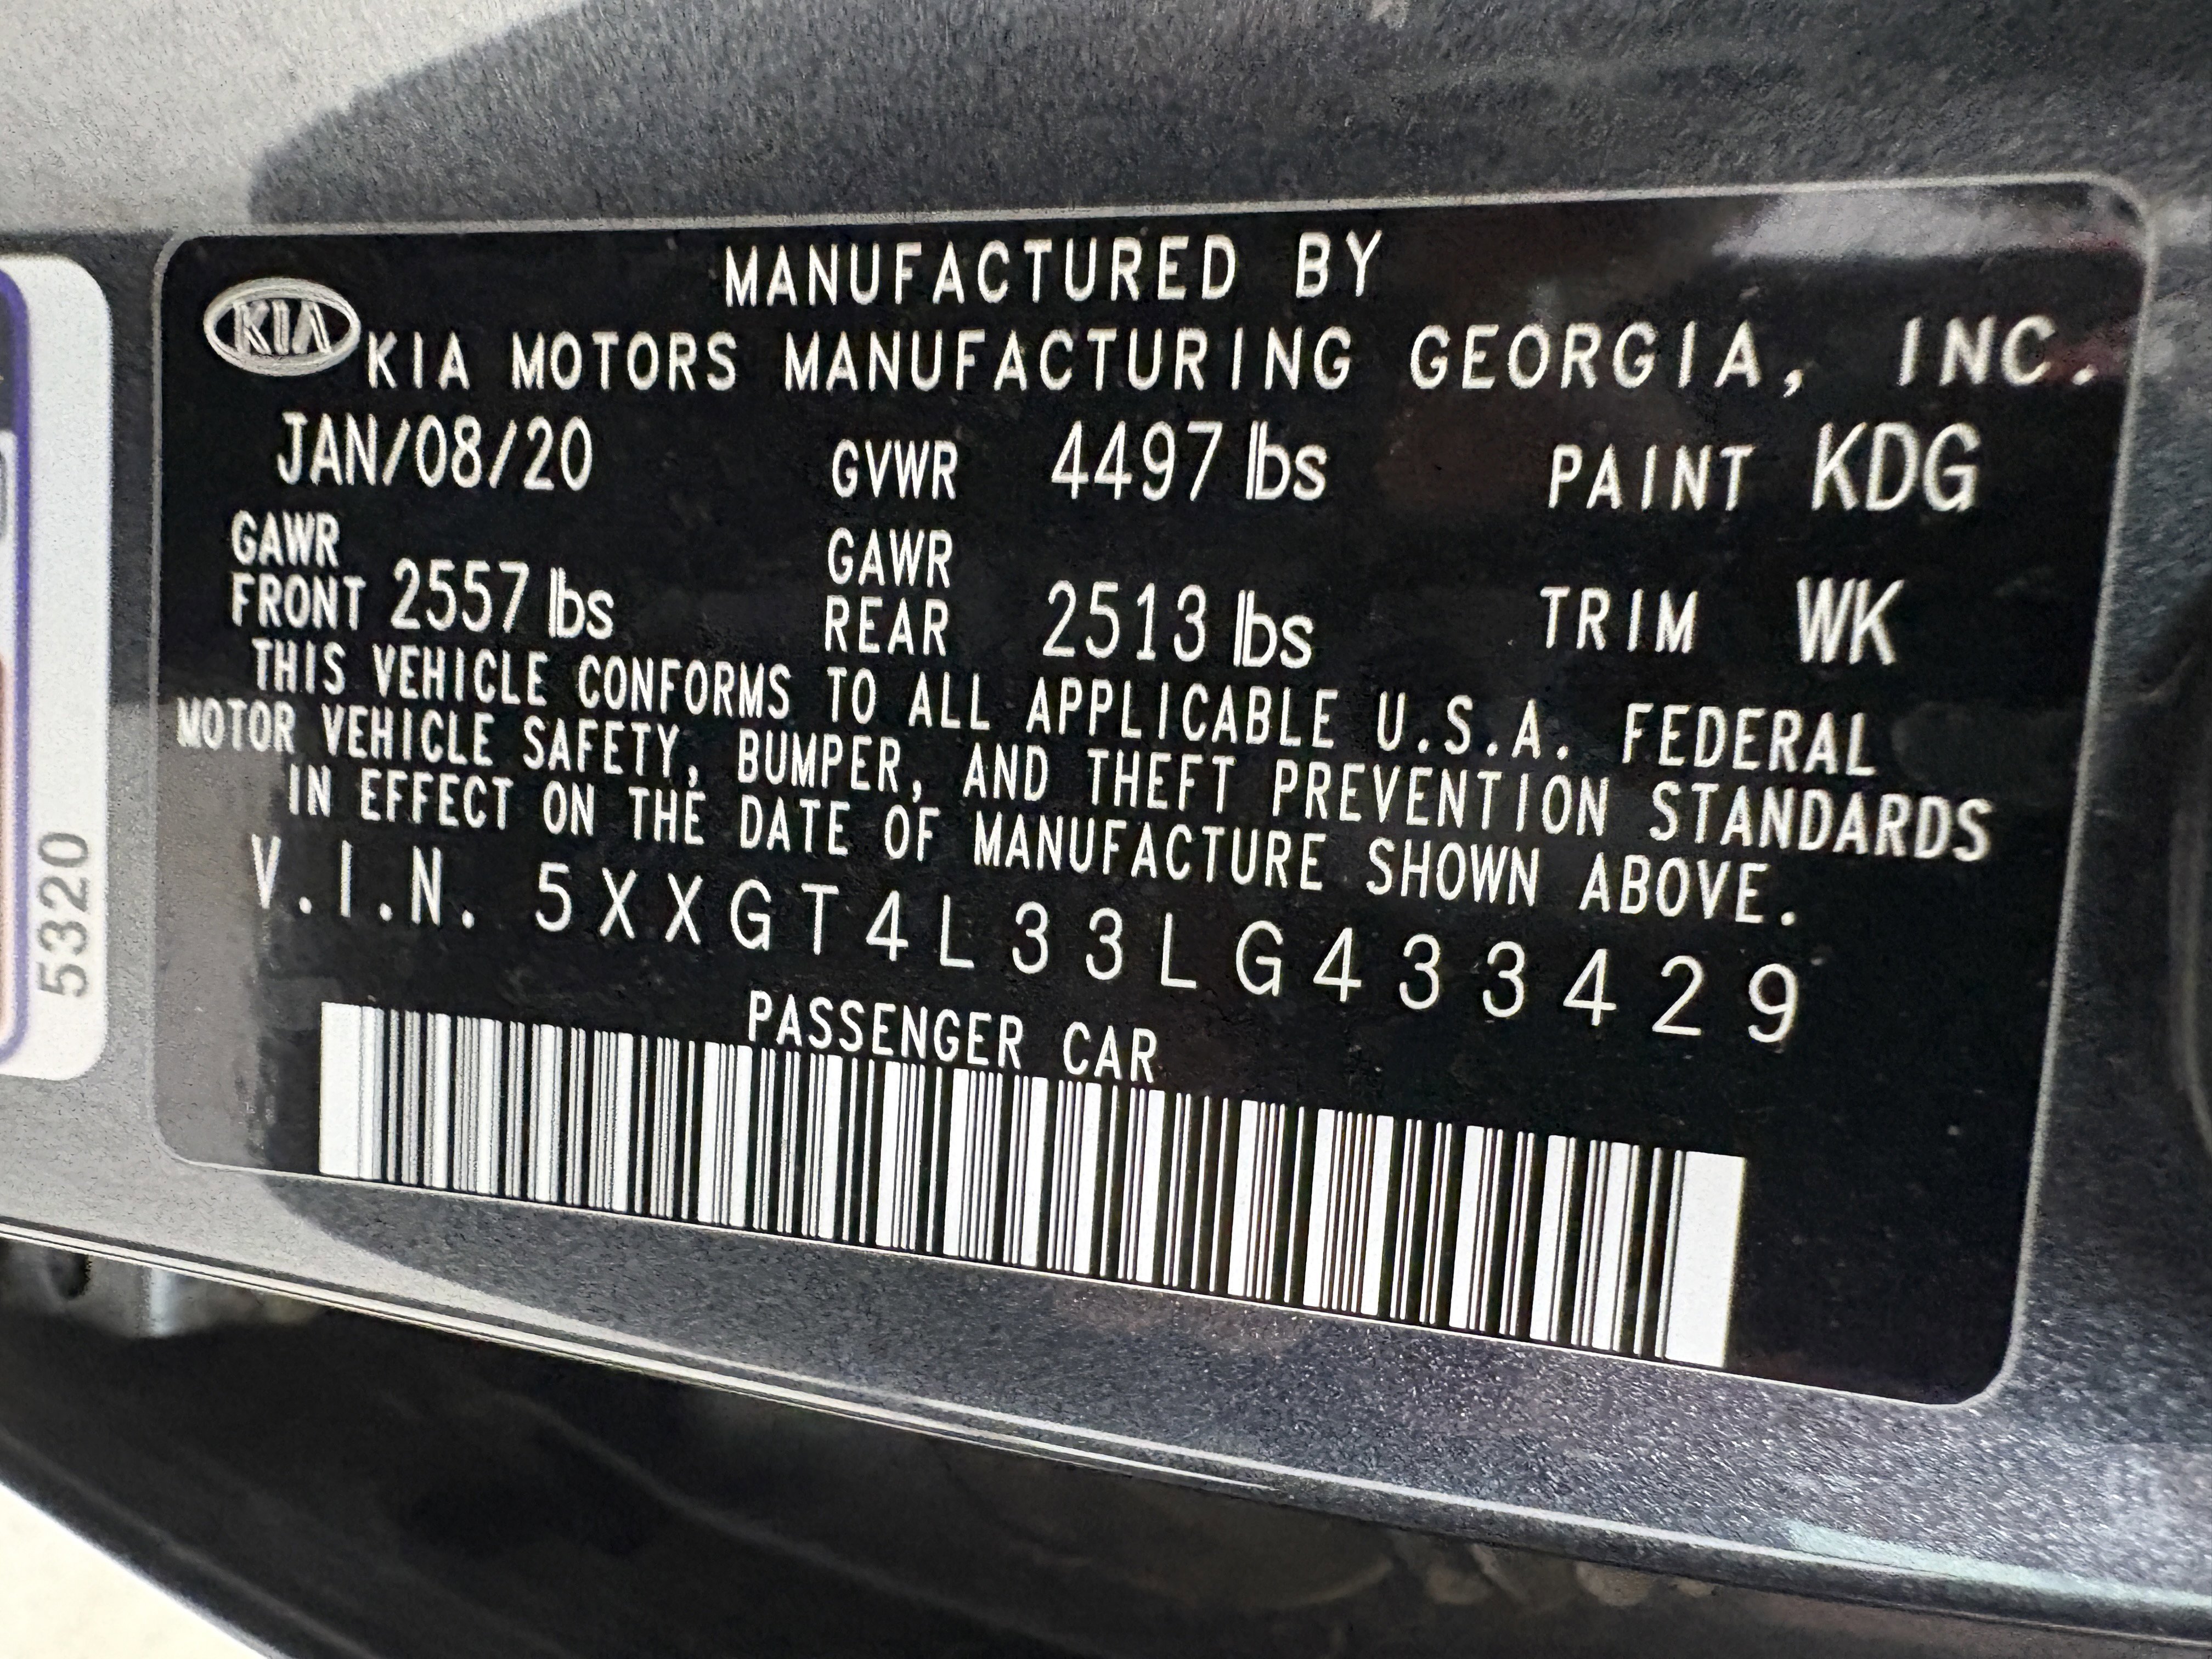 MANUFACTURED BY
KIA KIA MOTORS MANUFACTURING GEORGIA, INC.
JAN/08/20 GVWR 4497 lbs PAINT KDG
GAWR FRONT 2557 lbs GAWR REAR 2513 lbs TRIM WK
THIS VEHICLE CONFORMS TO ALL APPLICABLE U.S.A. FEDERAL
MOTOR VEHICLE SAFETY, BUMPER, AND THEFT PREVENTION STANDARDS
IN EFFECT ON THE DATE OF MANUFACTURE SHOWN ABOVE.
V.I.N. 5XXGT4L33LG433429
PASSENGER CAR
5320